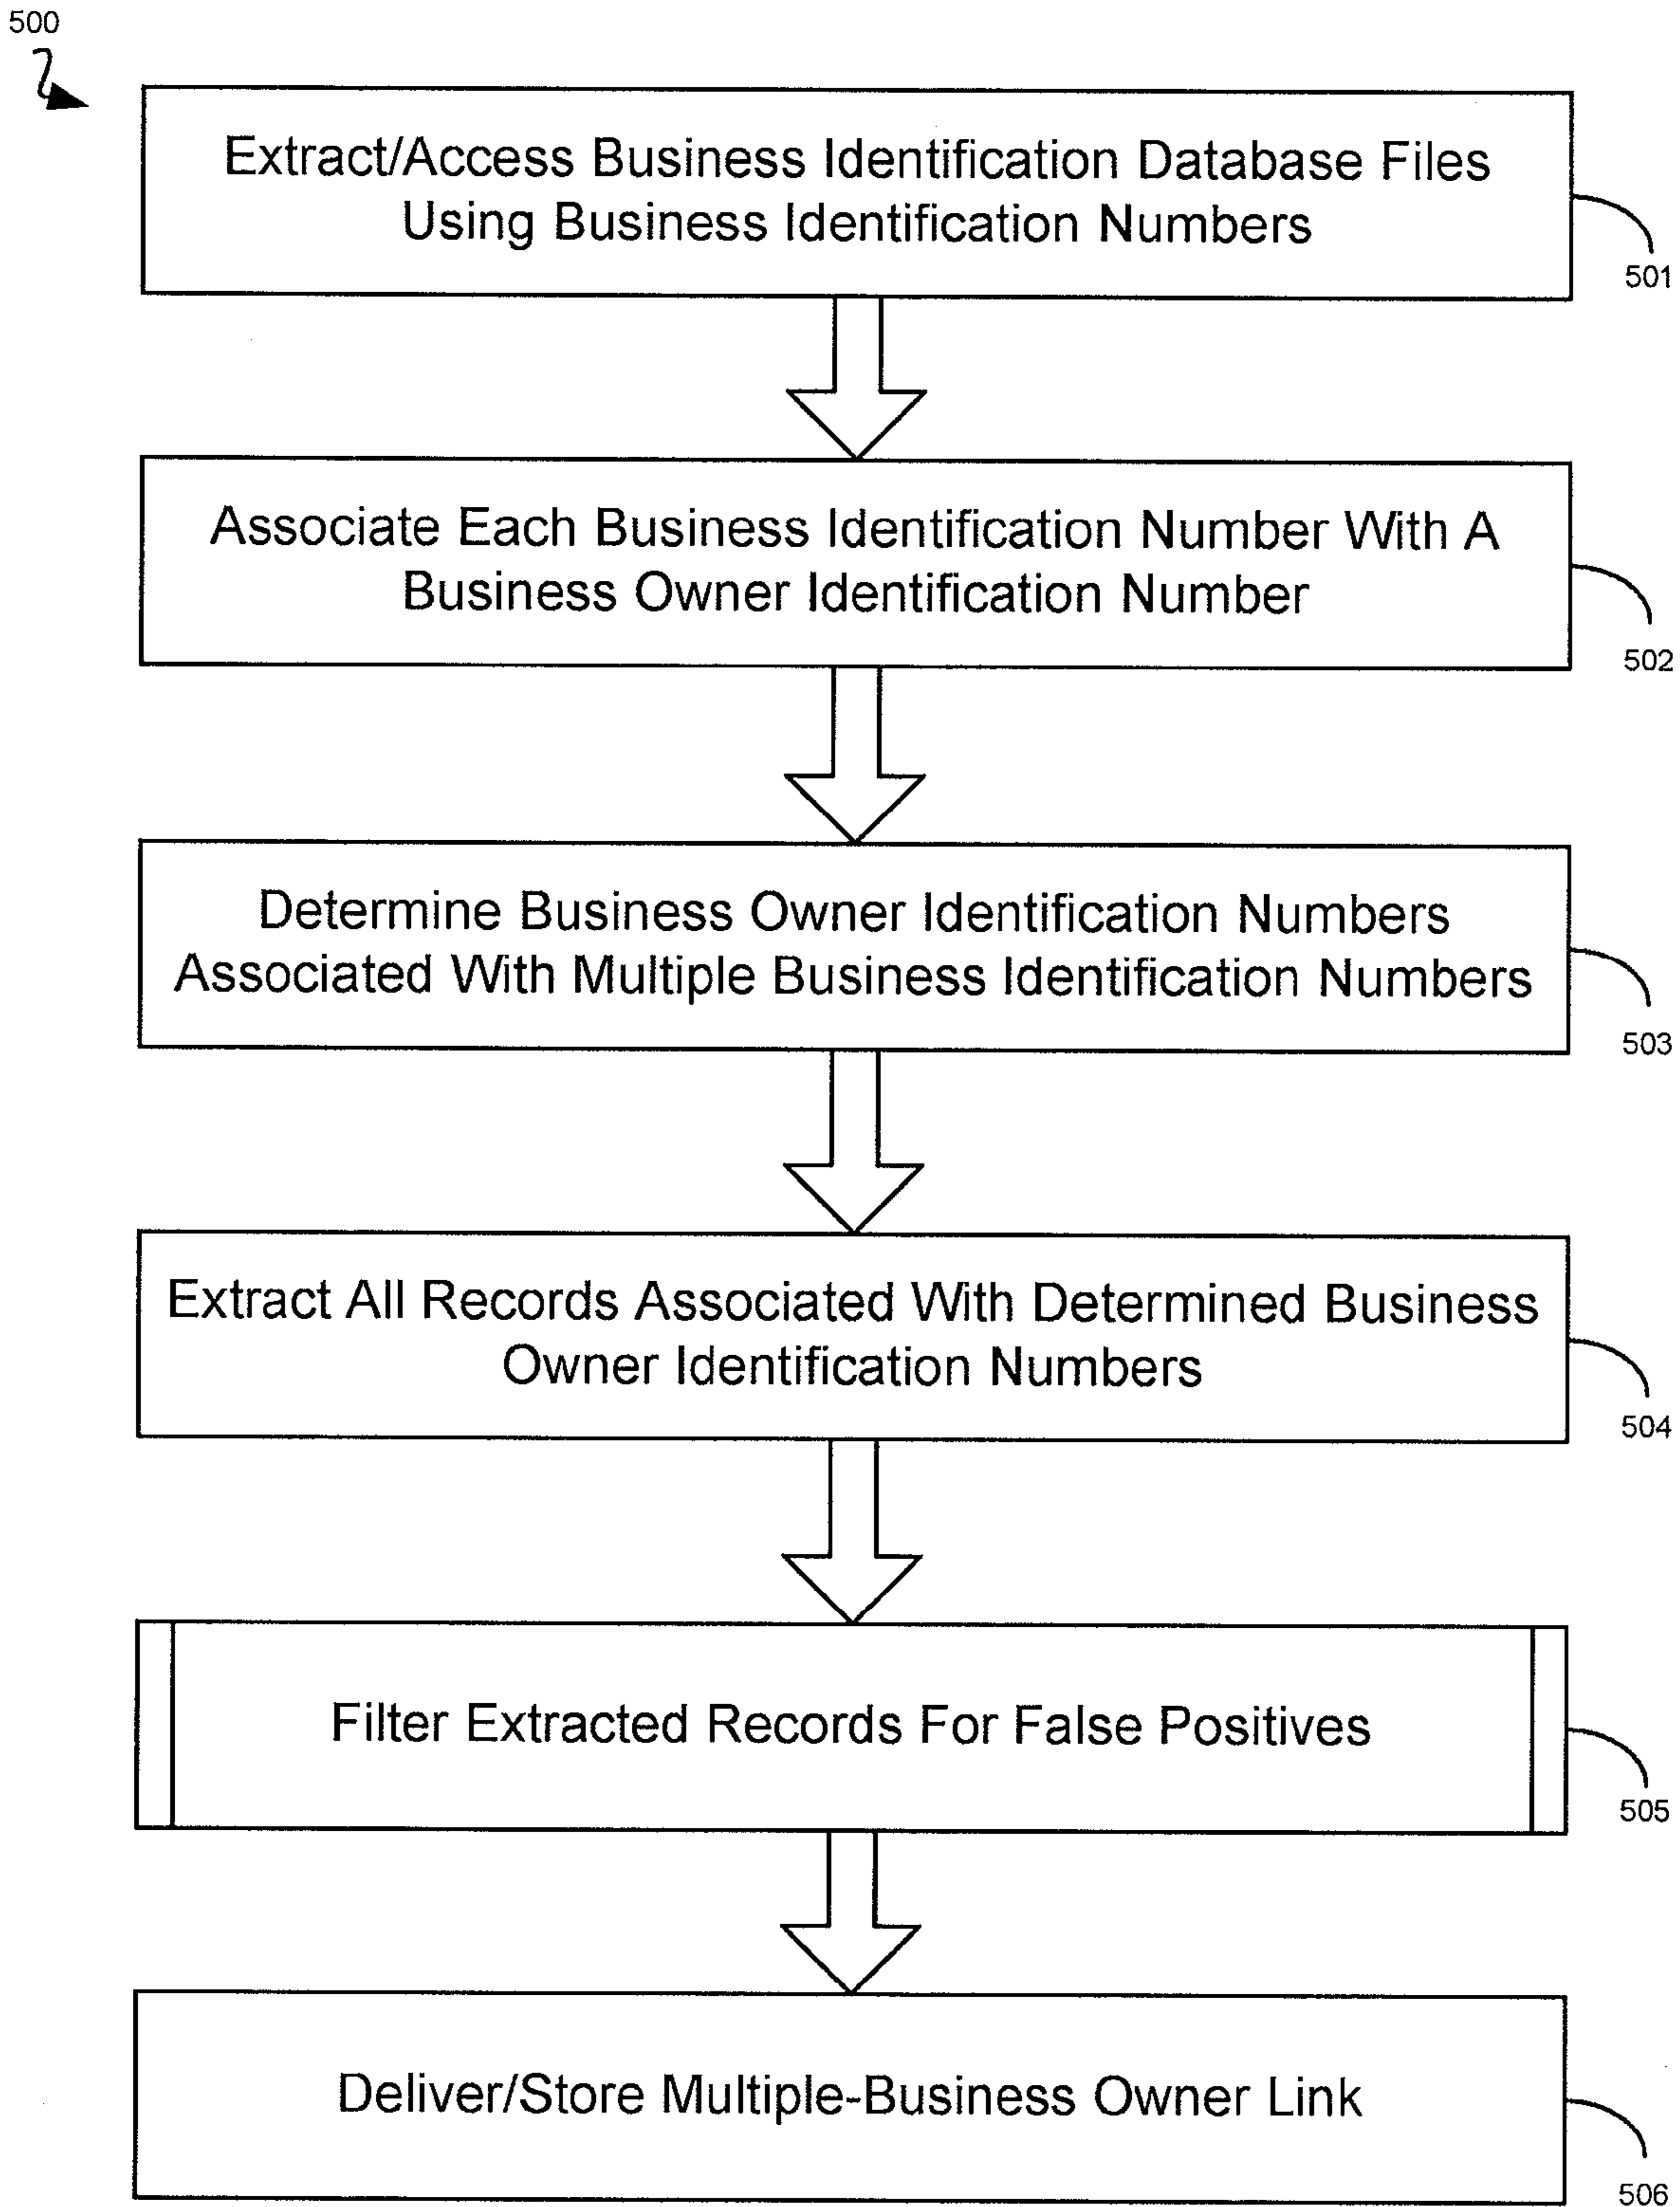 500
Extract/Access Business Identification Database Files
Using Business Identification Numbers
501
Associate Each Business Identification Number With A
Business Owner Identification Number
502
Determine Business Owner Identification Numbers
Associated With Multiple Business Identification Numbers
503
Extract All Records Associated With Determined Business
Owner Identification Numbers
504
Filter Extracted Records For False Positives
505
Deliver/Store Multiple-Business Owner Link
506